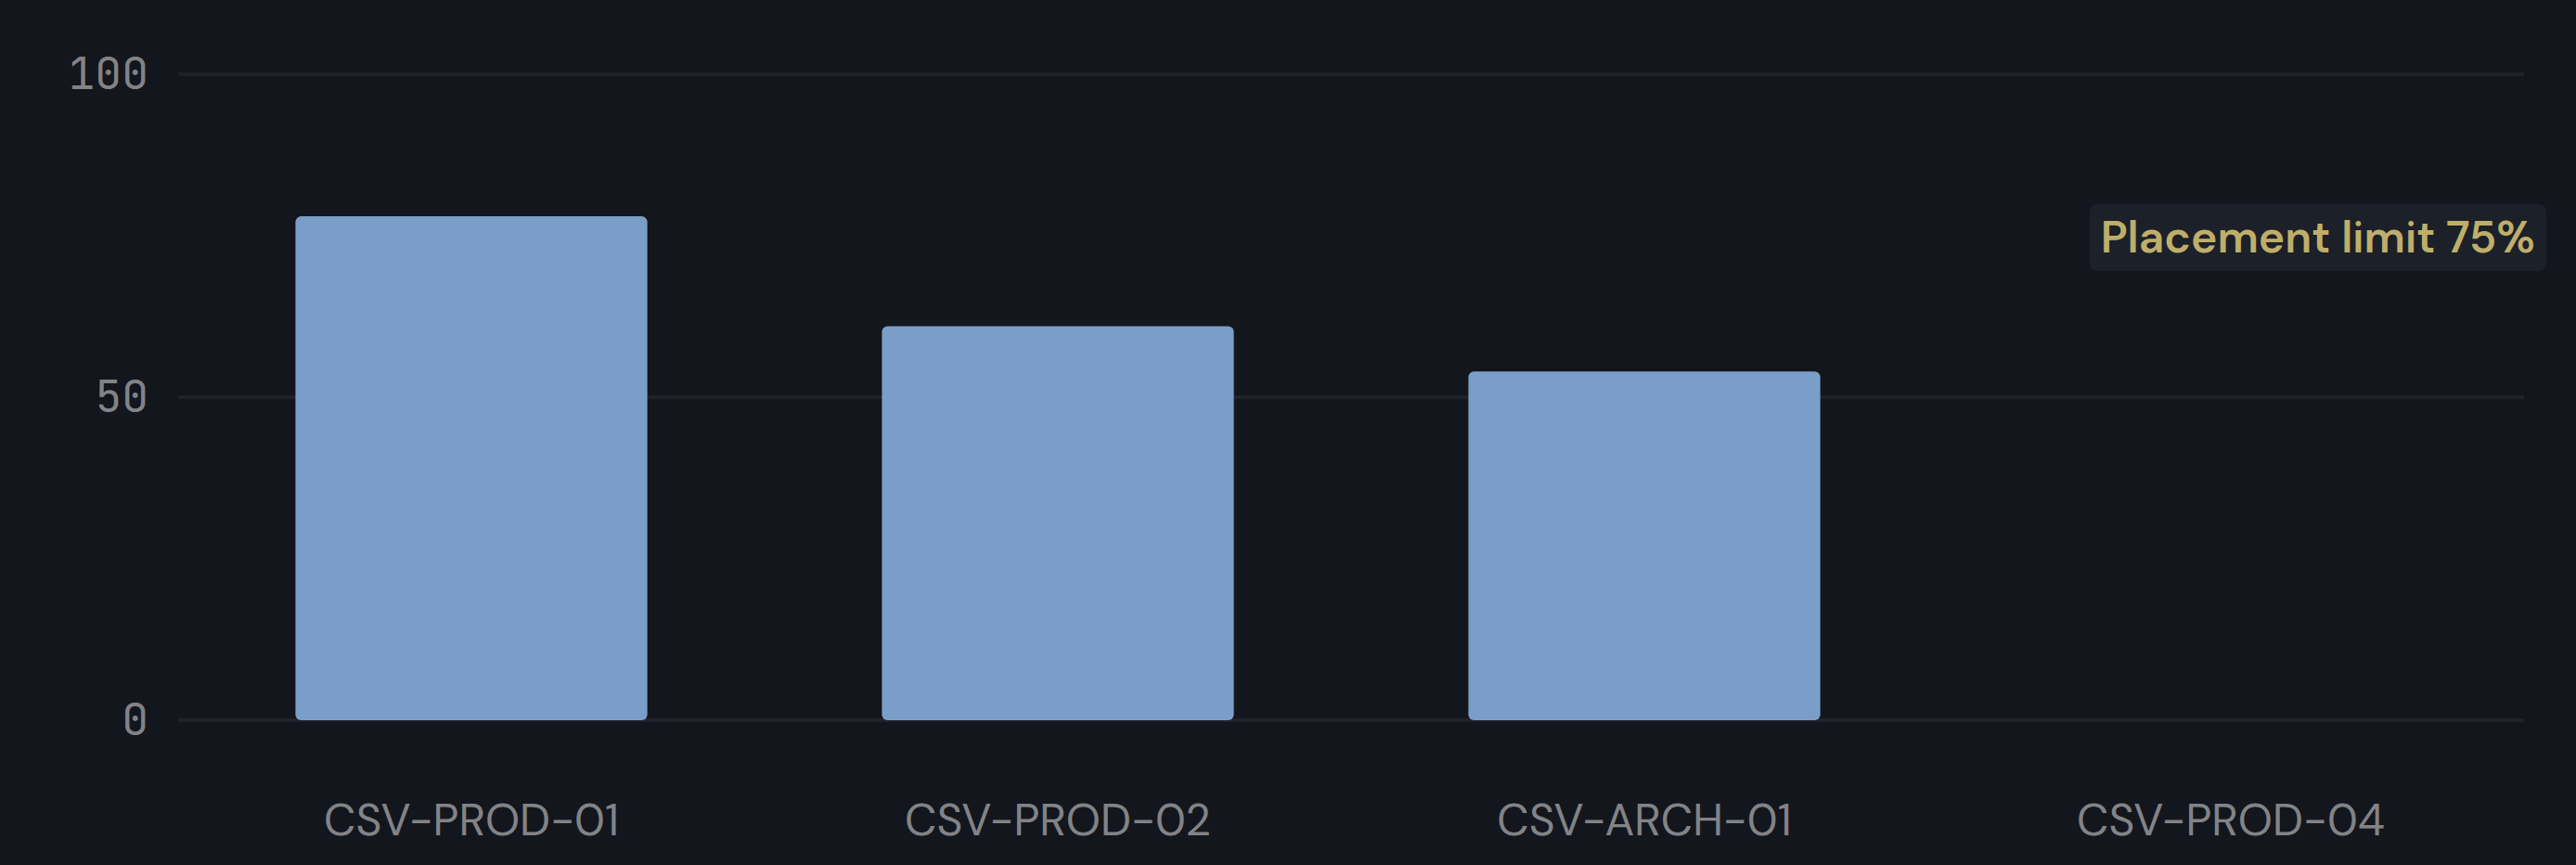 100
Placement limit 75%
50
0
CSV-PROD-01
CSV-PROD-02
CSV-ARCH-01
CSV-PROD-04